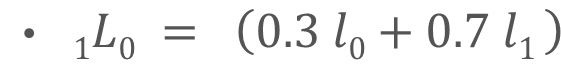 · ₁L₀ = (0.3 l₀ + 0.7 l₁)